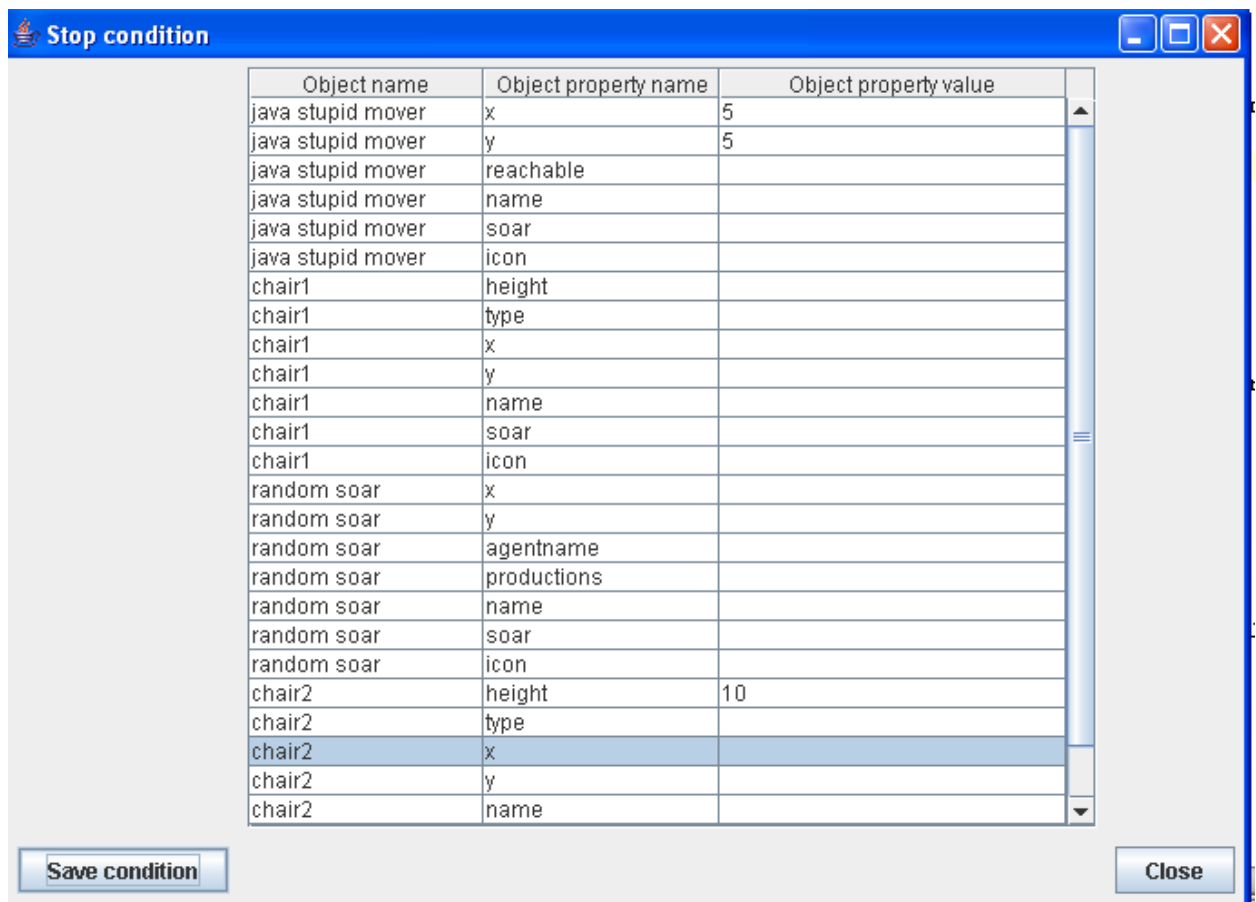 Stop condition
Object name Object property name Object property value
java stupid mover x 5
java stupid mover y 5
java stupid mover reachable
java stupid mover name
java stupid mover soar
java stupid mover icon
chair1 height
chair1 type
chair1 x
chair1 y
chair1 name
chair1 soar
chair1 icon
random soar x
random soar y
random soar agentname
random soar productions
random soar name
random soar soar
random soar icon
chair2 height 10
chair2 type
chair2 x
chair2 y
chair2 name
Save condition Close